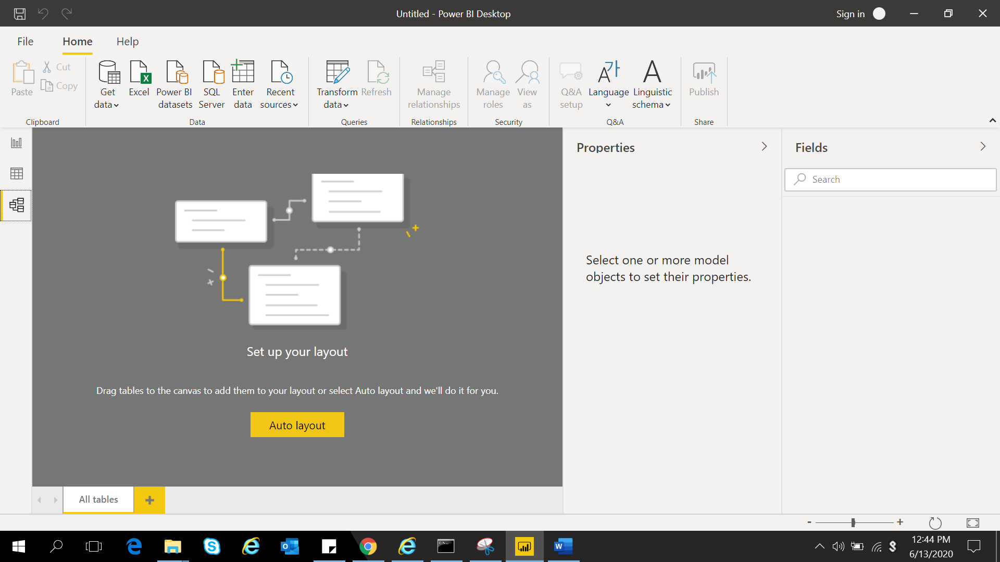 Untitled - Power BI Desktop
Sign in
File
Home
Help
Paste
Cut
Copy
Clipboard
Get
data
Excel
Power BI
datasets
SQL
Server
Enter
data
Recent
sources
Data
Transform
data
Refresh
Queries
Manage
relationships
Relationships
Manage
roles
View
as
Security
Q&A
setup
Language
Linguistic
schema
Q&A
Publish
Share
Set up your layout
Drag tables to the canvas to add them to your layout or select Auto layout and we'll do it for you.
Auto layout
All tables
Properties
Select one or more model
objects to set their properties.
Fields
Search
12:44 PM
6/13/2020